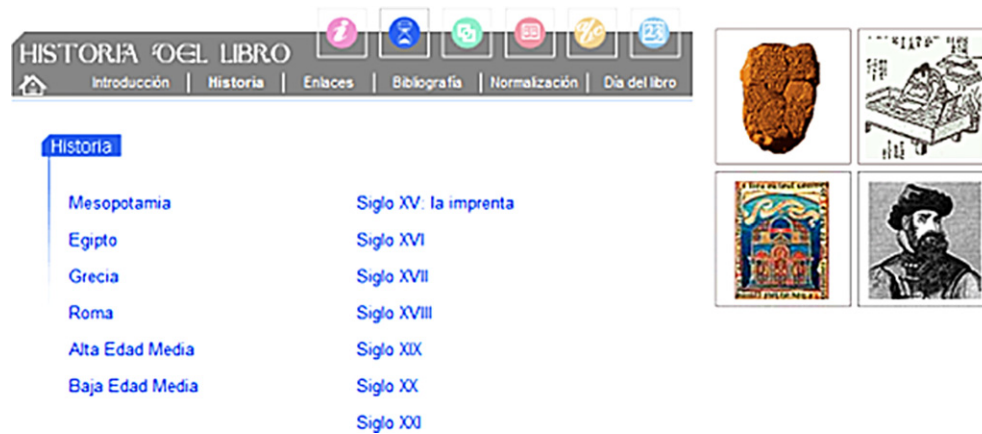 HISTORIA DEL LIBRO
i
23
Introducción | Historia | Enlaces | Bibliografía | Normalización | Día del libro
Historia
Mesopotamia
Egipto
Grecia
Roma
Alta Edad Media
Baja Edad Media
Siglo XV: la imprenta
Siglo XVI
Siglo XVII
Siglo XVIII
Siglo XIX
Siglo XX
Siglo XXI